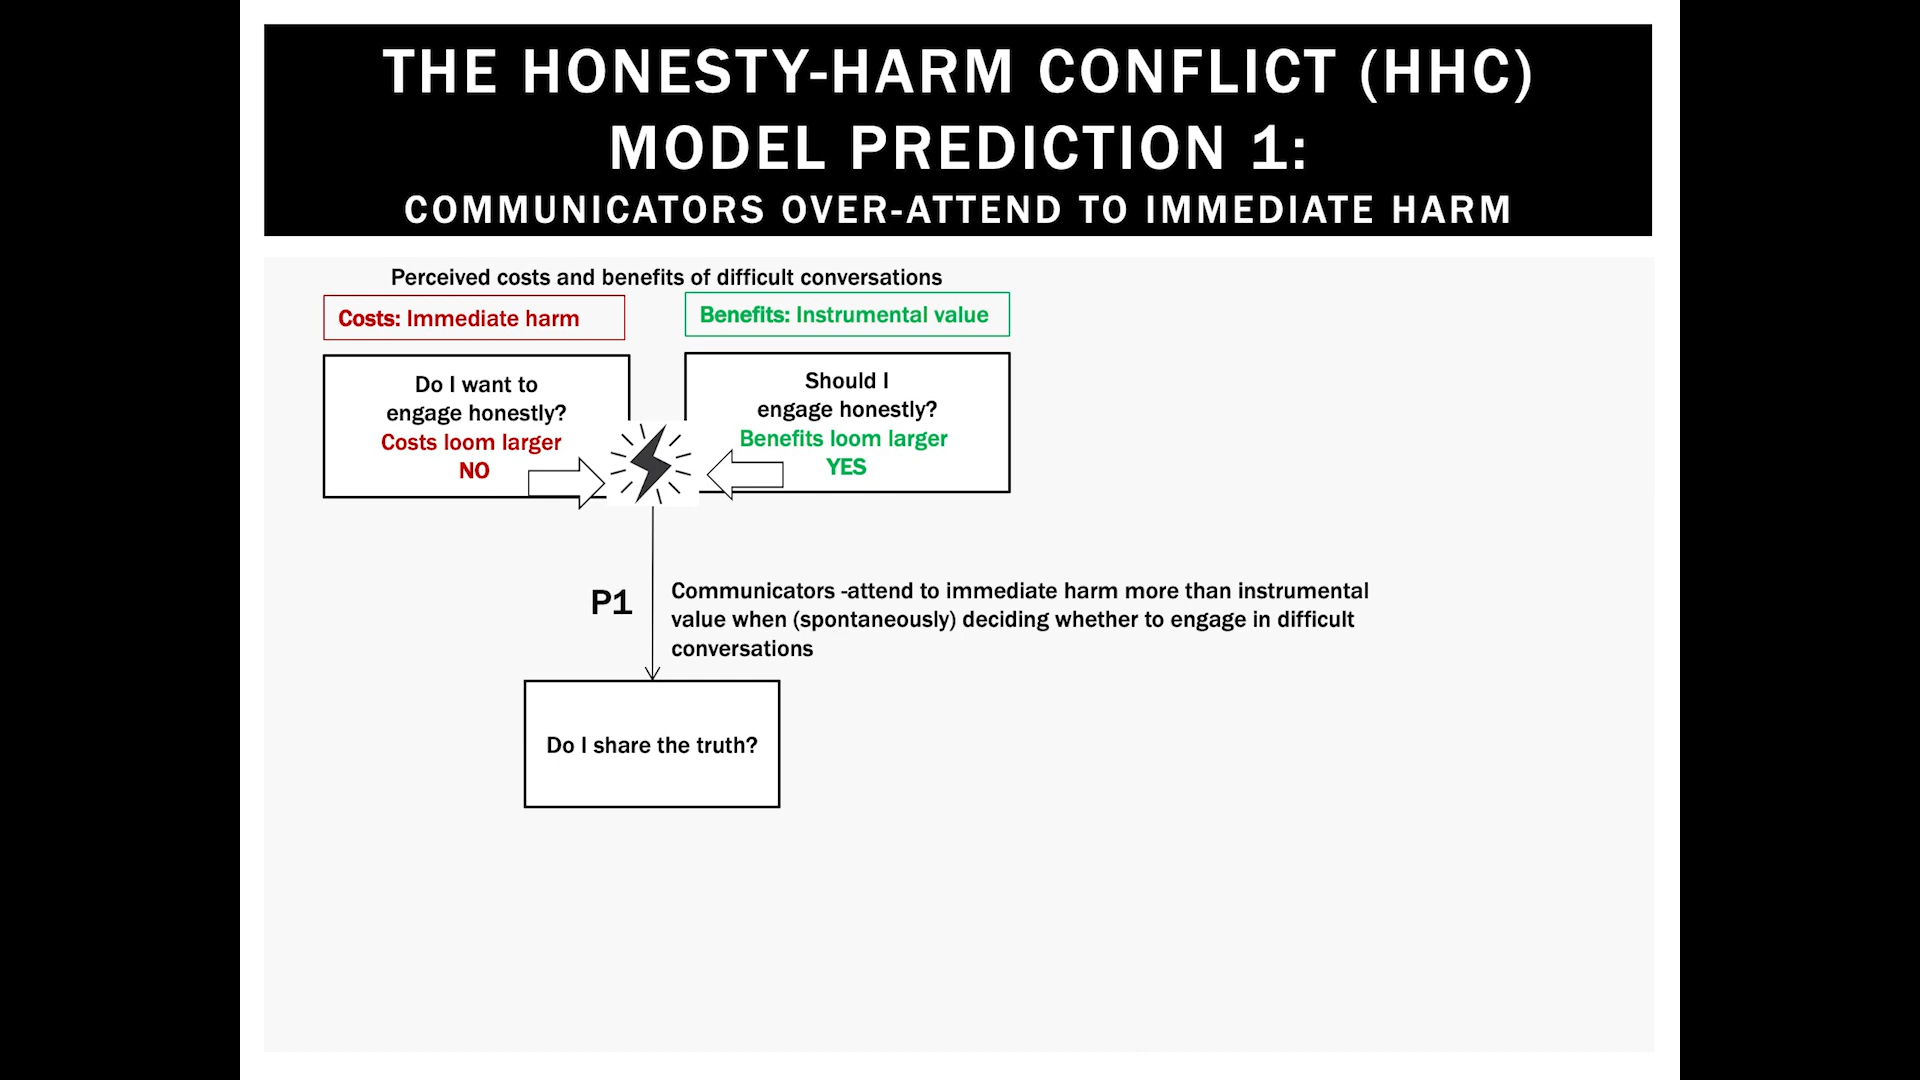 THE HONESTY-HARM CONFLICT (HHC)
MODEL PREDICTION 1:
COMMUNICATORS OVER-ATTEND TO IMMEDIATE HARM
Perceived costs and benefits of difficult conversations
Costs: Immediate harm
Benefits: Instrumental value
Do I want to
engage honestly?
Costs loom larger
NO
Should I
engage honestly?
Benefits loom larger
YES
P1
Communicators -attend to immediate harm more than instrumental
value when (spontaneously) deciding whether to engage in difficult
conversations
Do I share the truth?